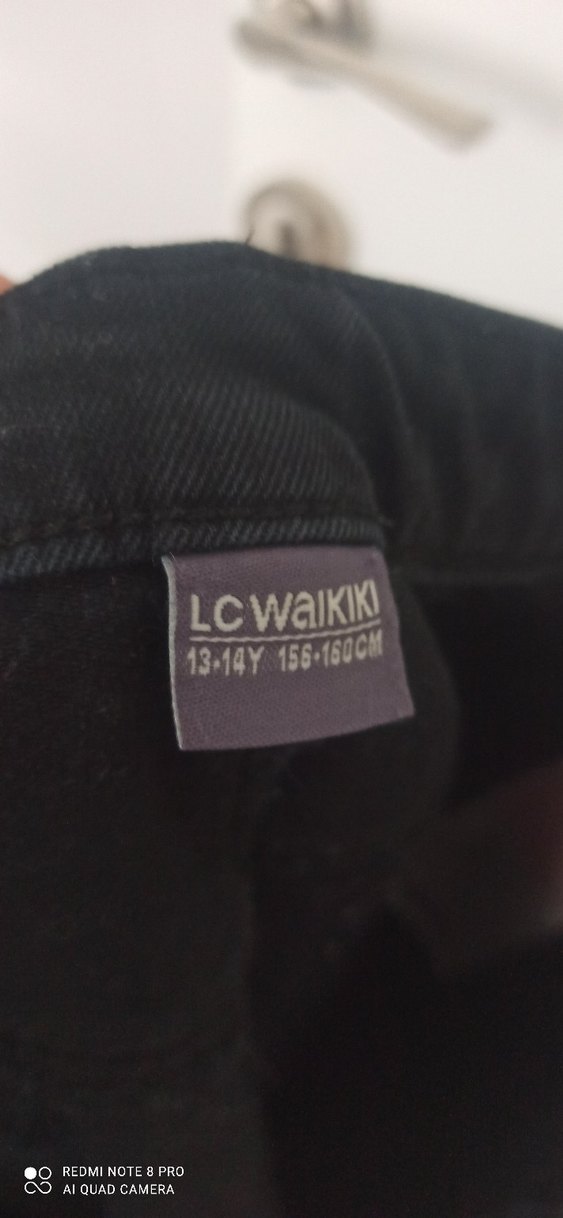 LC WAIKIKI
13-14Y 156-160CM
REDMI NOTE 8 PRO
AI QUAD CAMERA